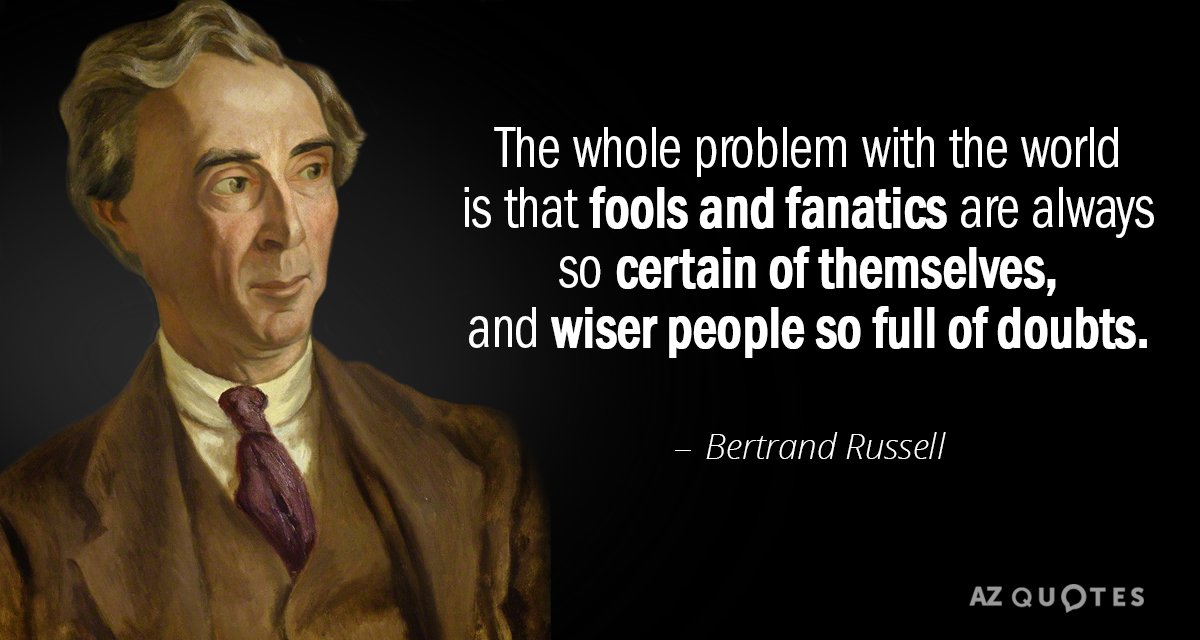 The whole problem with the world
is that fools and fanatics are always
so certain of themselves,
and wiser people so full of doubts.
– Bertrand Russell
AZ QUOTES